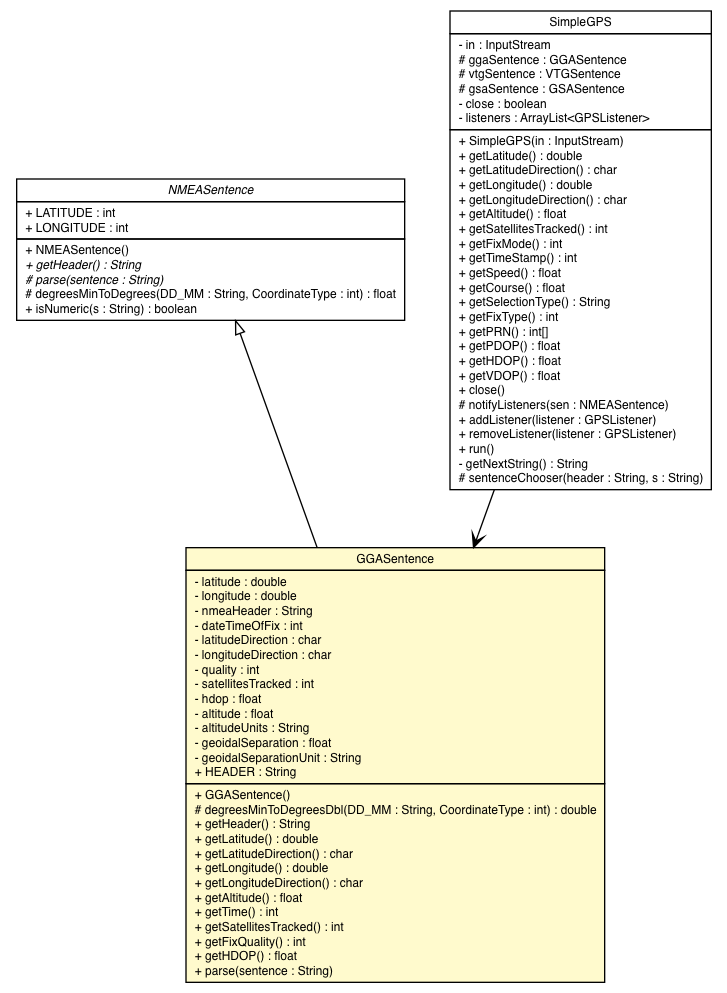 SimpleGPS
- in : InputStream
# ggaSentence : GGASentence
# vtgSentence : VTGSentence
# gsaSentence : GSASentence
- close : boolean
- listeners : ArrayList<GPSListener>
+ SimpleGPS(in : InputStream)
+ getLatitude() : double
+ getLatitudeDirection() : char
+ getLongitude() : double
+ getLongitudeDirection() : char
+ getAltitude() : float
+ getSatellitesTracked() : int
+ getFixMode() : int
+ getTimeStamp() : int
+ getSpeed() : float
+ getCourse() : float
+ getSelectionType() : String
+ getFixType() : int
+ getPRN() : int[]
+ getPDOP() : float
+ getHDOP() : float
+ getVDOP() : float
+ close()
# notifyListeners(sen : NMEASentence)
+ addListener(listener : GPSListener)
+ removeListener(listener : GPSListener)
+ run()
- getNextString() : String
# sentenceChooser(header : String, s : String)
NMEASentence
+ LATITUDE : int
+ LONGITUDE : int
+ NMEASentence()
+ getHeader() : String
# parse(sentence : String)
# degreesMinToDegrees(DD_MM : String, CoordinateType : int) : float
+ isNumeric(s : String) : boolean
GGASentence
- latitude : double
- longitude : double
- nmeaHeader : String
- dateTimeOfFix : int
- latitudeDirection : char
- longitudeDirection : char
- quality : int
- satellitesTracked : int
- hdop : float
- altitude : float
- altitudeUnits : String
- geoidalSeparation : float
- geoidalSeparationUnit : String
+ HEADER : String
+ GGASentence()
# degreesMinToDegreesDbl(DD_MM : String, CoordinateType : int) : double
+ getHeader() : String
+ getLatitude() : double
+ getLatitudeDirection() : char
+ getLongitude() : double
+ getLongitudeDirection() : char
+ getAltitude() : float
+ getTime() : int
+ getSatellitesTracked() : int
+ getFixQuality() : int
+ getHDOP() : float
+ parse(sentence : String)